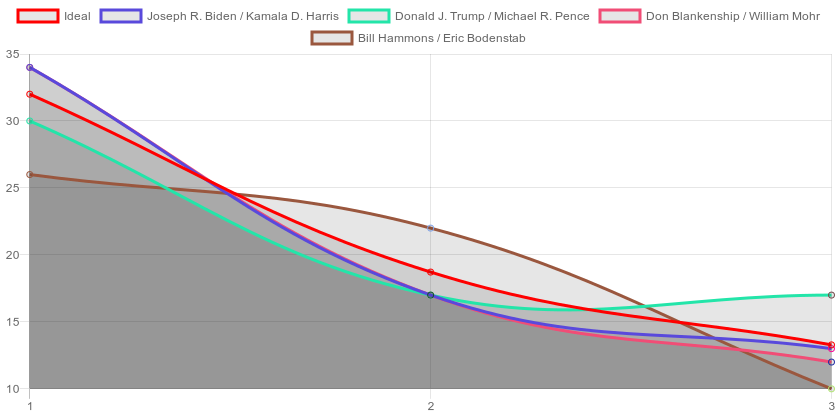 Ideal Joseph R. Biden / Kamala D. Harris Donald J. Trump / Michael R. Pence Don Blankenship / William Mohr
Bill Hammons / Eric Bodenstab
35
30
25
20
15
10
1 2 3